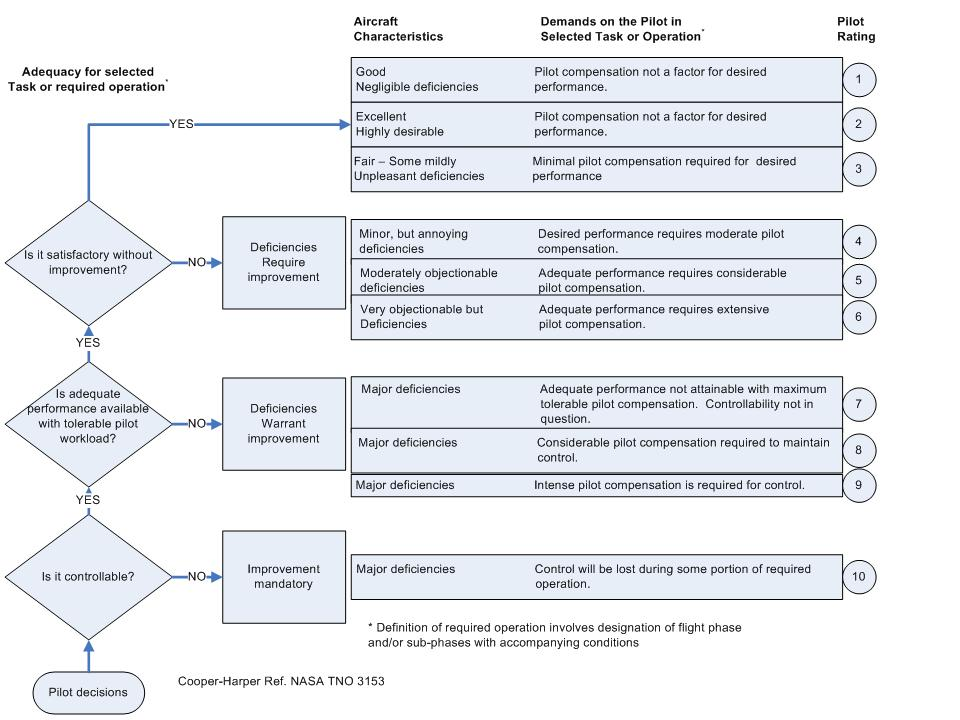 Aircraft
Characteristics
Demands on the Pilot in
Selected Task or Operation*
Pilot
Rating
Adequacy for selected
Task or required operation*
Good
Negligible deficiencies
Pilot compensation not a factor for desired
performance.
1
YES
Excellent
Highly desirable
Pilot compensation not a factor for desired
performance.
2
Fair – Some mildly
Unpleasant deficiencies
Minimal pilot compensation required for desired
performance
3
Is it satisfactory without
improvement?
NO
Deficiencies
Require
improvement
Minor, but annoying
deficiencies
Desired performance requires moderate pilot
compensation.
4
Moderately objectionable
deficiencies
Adequate performance requires considerable
pilot compensation.
5
Very objectionable but
Deficiencies
Adequate performance requires extensive
pilot compensation.
6
YES
Is adequate
performance available
with tolerable pilot
workload?
NO
Deficiencies
Warrant
improvement
Major deficiencies
Adequate performance not attainable with maximum
tolerable pilot compensation. Controllability not in
question.
7
Major deficiencies
Considerable pilot compensation required to maintain
control.
8
Major deficiencies
Intense pilot compensation is required for control.
9
YES
Is it controllable?
NO
Improvement
mandatory
Major deficiencies
Control will be lost during some portion of required
operation.
10
* Definition of required operation involves designation of flight phase
and/or sub-phases with accompanying conditions
Pilot decisions
Cooper-Harper Ref. NASA TNO 3153